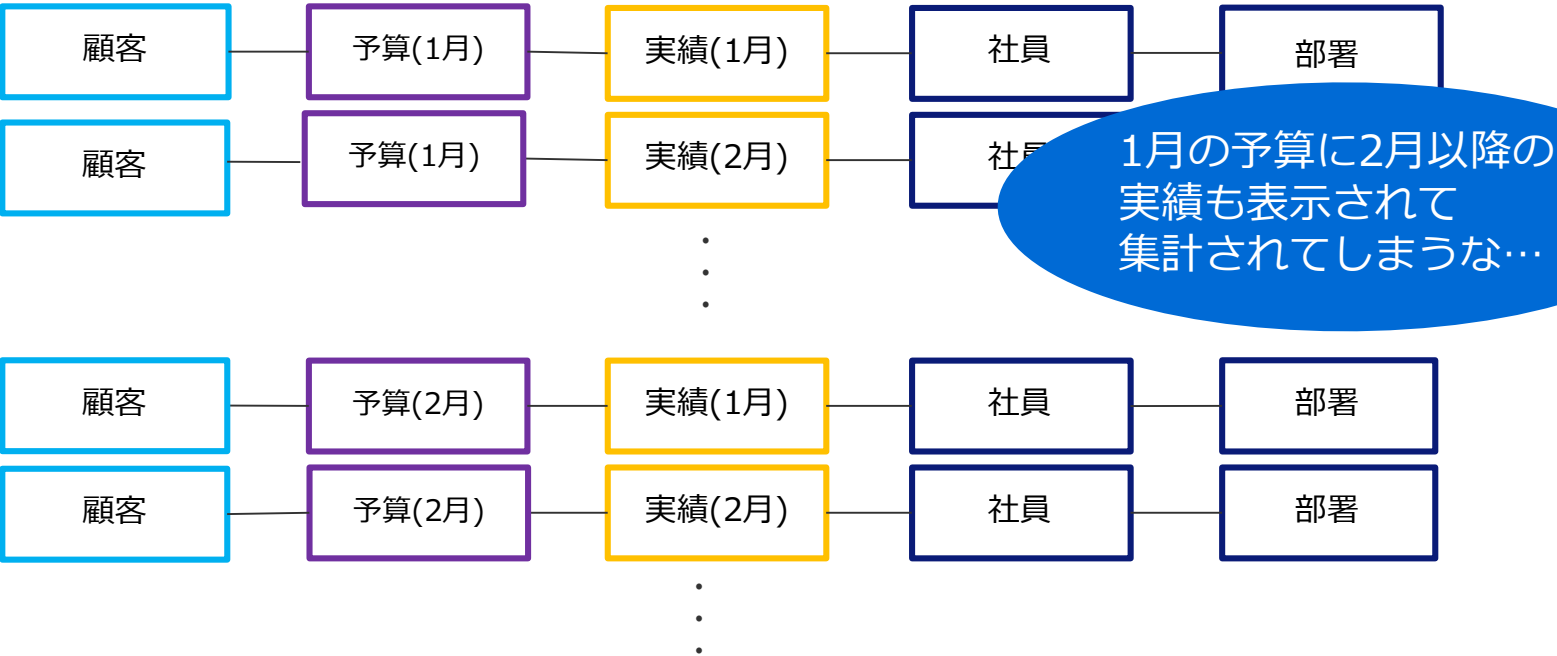 顧客
予算(1月)
実績(1月)
社員
部署
顧客
予算(1月)
実績(2月)
1月の予算に2月以降の
実績も表示されて
集計されてしまうな…
顧客
予算(2月)
実績(1月)
社員
部署
顧客
予算(2月)
実績(2月)
社員
部署